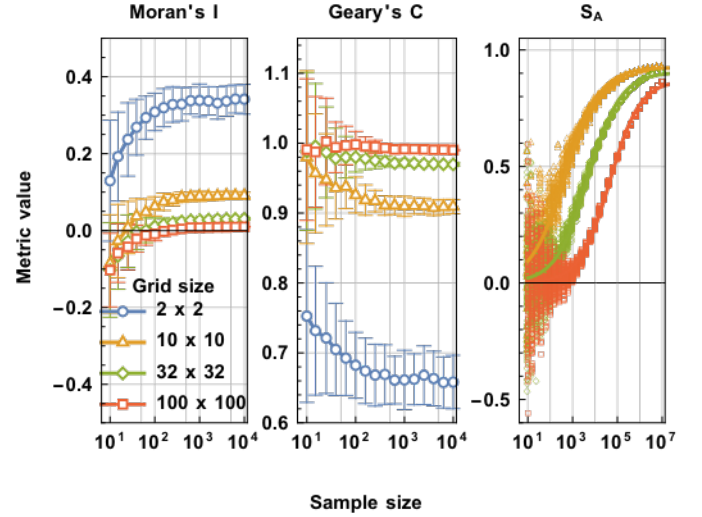 Moran's I
Geary's C
S_A
Metric value
0.4
0.2
0.0
−0.2
−0.4
Grid size
2 x 2
10 x 10
32 x 32
100 x 100
10^1 10^2 10^3 10^4
1.1
1.0
0.9
0.8
0.7
0.6
10^1 10^2 10^3 10^4
1.0
0.5
0.0
−0.5
10^1 10^3 10^5 10^7
Sample size